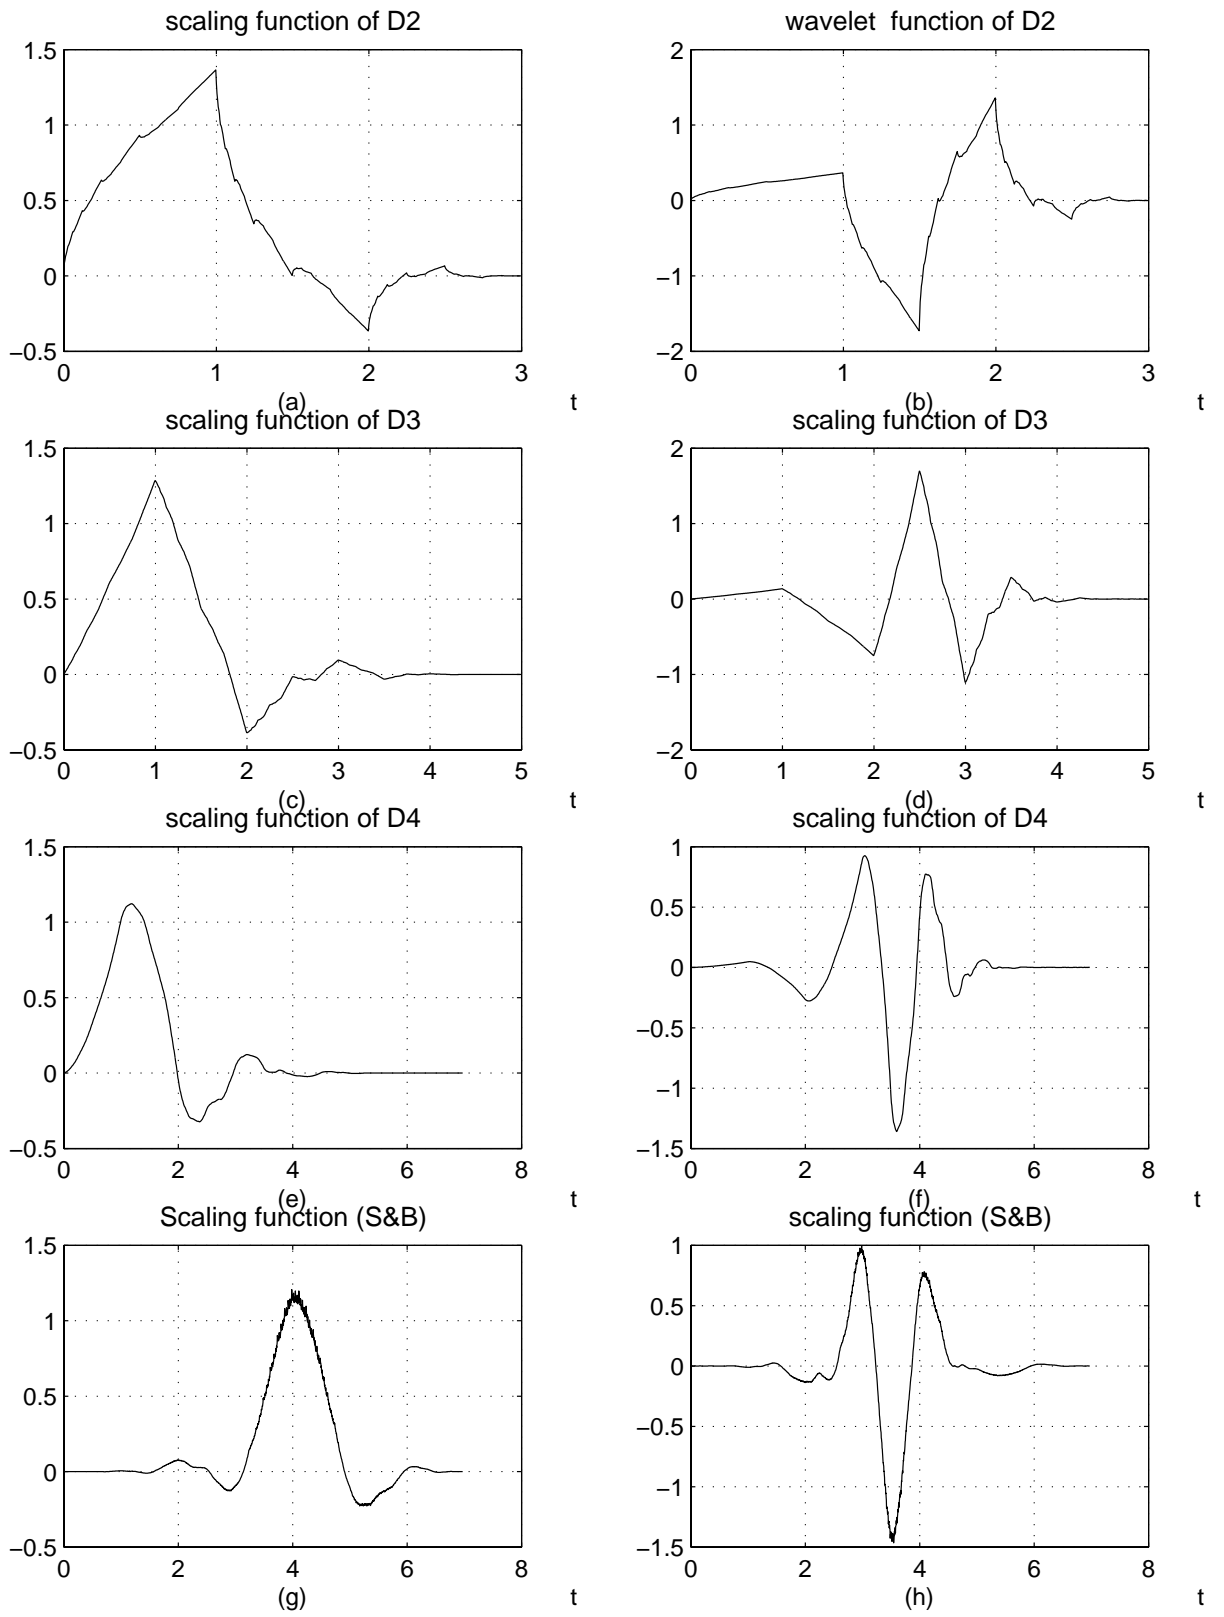 scaling function of D2
1.5
1
0.5
0
−0.5
0 1 2 3
(a) t
wavelet function of D2
2
1
0
−1
−2
0 1 2 3
(b) t
scaling function of D3
1.5
1
0.5
0
−0.5
0 1 2 3 4 5
(c) t
scaling function of D3
2
1
0
−1
−2
0 1 2 3 4 5
(d) t
scaling function of D4
1.5
1
0.5
0
−0.5
0 2 4 6 8
(e) t
scaling function of D4
1
0.5
0
−0.5
−1
−1.5
0 2 4 6 8
(f) t
Scaling function (S&B)
1.5
1
0.5
0
−0.5
0 2 4 6 8
(g) t
scaling function (S&B)
1
0.5
0
−0.5
−1
−1.5
0 2 4 6 8
(h) t